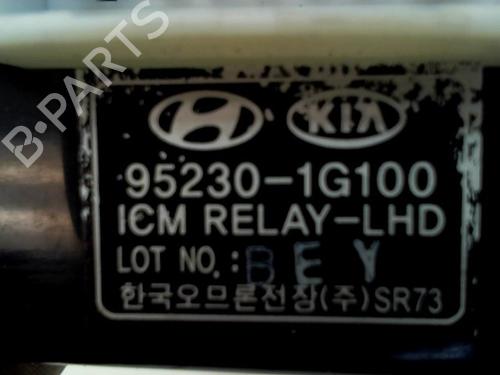 B-PARTS
KIA
95230-1G100
ICM RELAY-LHD
LOT NO.: BEY
한국오므론전장(주)SR73